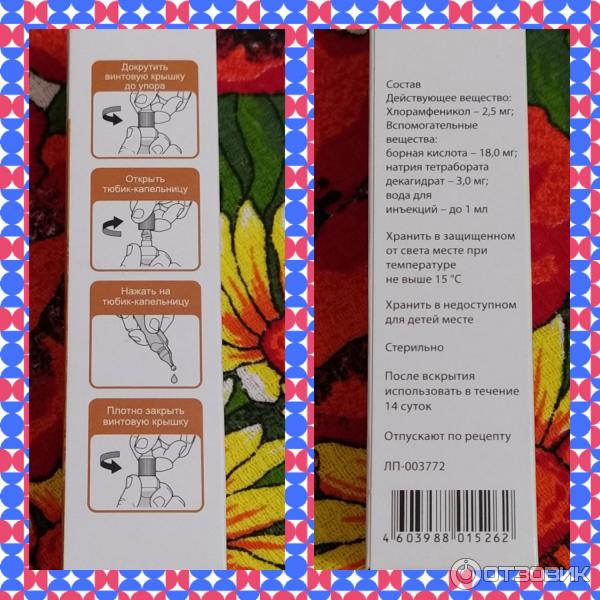 Докрутить
винтовую крышку
до упора
Открыть
тюбик-капельницу
Нажать на
тюбик-капельницу
Плотно закрыть
винтовую крышку
Состав
Действующее вещество:
Хлорамфеникол – 2,5 мг;
Вспомогательные
вещества:
борная кислота – 18,0 мг;
натрия тетрабората
декагидрат – 3,0 мг;
вода для
инъекций – до 1 мл
Хранить в защищенном
от света месте при
температуре
не выше 15 °С
Хранить в недоступном
для детей месте
Стерильно
После вскрытия
использовать в течение
14 суток
Отпускают по рецепту
ЛП-003772
4 603988 015262
ОТЗОВИК